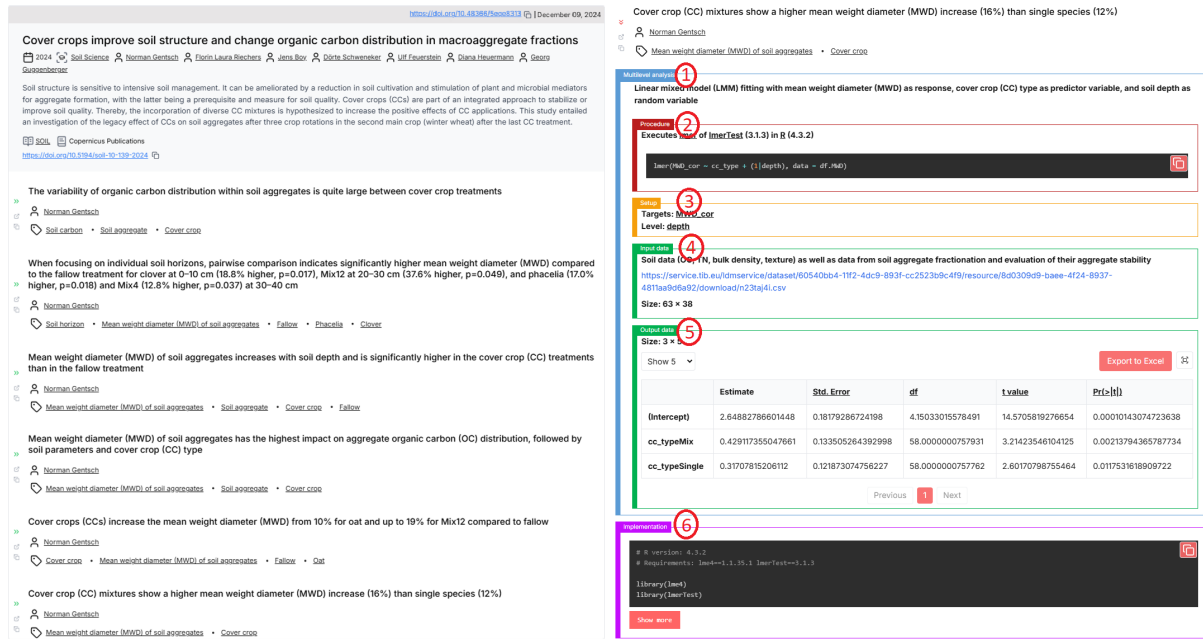 https://doi.org/10.48366/5eqe8313 | December 09, 2024
Cover crops improve soil structure and change organic carbon distribution in macroaggregate fractions
2024 Soil Science Norman Gentsch Florin Laura Riechers Jens Boy Dörte Schweneker Ulf Feuerstein Diana Heuermann Georg
Guggenberger
Soil structure is sensitive to intensive soil management. It can be ameliorated by a reduction in soil cultivation and stimulation of plant and microbial mediators
for aggregate formation, with the latter being a prerequisite and measure for soil quality. Cover crops (CCs) are part of an integrated approach to stabilize or
improve soil quality. Thereby, the incorporation of diverse CC mixtures is hypothesized to increase the positive effects of CC applications. This study entailed
an investigation of the legacy effect of CCs on soil aggregates after three crop rotations in the second main crop (winter wheat) after the last CC treatment.
SOIL Copernicus Publications
https://doi.org/10.5194/soil-10-139-2024
The variability of organic carbon distribution within soil aggregates is quite large between cover crop treatments
Norman Gentsch
Soil carbon • Soil aggregate • Cover crop
When focusing on individual soil horizons, pairwise comparison indicates significantly higher mean weight diameter (MWD) compared
to the fallow treatment for clover at 0–10 cm (18.8% higher, p=0.017), Mix12 at 20–30 cm (37.6% higher, p=0.049), and phacelia (17.0%
higher, p=0.018) and Mix4 (12.8% higher, p=0.037) at 30–40 cm
Norman Gentsch
Soil horizon • Mean weight diameter (MWD) of soil aggregates • Fallow • Phacelia • Clover
Mean weight diameter (MWD) of soil aggregates increases with soil depth and is significantly higher in the cover crop (CC) treatments
than in the fallow treatment
Norman Gentsch
Mean weight diameter (MWD) of soil aggregates • Soil aggregate • Cover crop • Fallow
Mean weight diameter (MWD) of soil aggregates has the highest impact on aggregate organic carbon (OC) distribution, followed by
soil parameters and cover crop (CC) type
Norman Gentsch
Mean weight diameter (MWD) of soil aggregates • Soil aggregate • Cover crop
Cover crops (CCs) increase the mean weight diameter (MWD) from 10% for oat and up to 19% for Mix12 compared to fallow
Norman Gentsch
Cover crop • Mean weight diameter (MWD) of soil aggregates • Fallow • Oat
Cover crop (CC) mixtures show a higher mean weight diameter (MWD) increase (16%) than single species (12%)
Norman Gentsch
Mean weight diameter (MWD) of soil aggregates • Cover crop
Cover crop (CC) mixtures show a higher mean weight diameter (MWD) increase (16%) than single species (12%)
Norman Gentsch
Mean weight diameter (MWD) of soil aggregates • Cover crop
Multilevel analysis 1
Linear mixed model (LMM) fitting with mean weight diameter (MWD) as response, cover crop (CC) type as predictor variable, and soil depth as
random variable
Procedure 2
Executes lmer of lmerTest (3.1.3) in R (4.3.2)
lmer(MWD_cor ~ cc_type + (1|depth), data = df.MWD)
Setup 3
Targets: MWD_cor
Level: depth
Input data 4
Soil data (OC, TN, bulk density, texture) as well as data from soil aggregate fractionation and evaluation of their aggregate stability
https://service.tib.eu/ldmservice/dataset/60540bb4-11f2-4dc9-893f-cc2523b9c4f9/resource/8d0309d9-baee-4f24-8937-
4811aa9d6a92/download/n23taj4i.csv
Size: 63 × 38
Output data 5
Size: 3 × 5
Show 5 Export to Excel
Estimate Std. Error df t value Pr(>|t|)
(Intercept) 2.64882786601448 0.18179286724198 4.15033015578491 14.5705819276654 0.00010143074723638
cc_typeMix 0.429117355047661 0.133505264392998 58.0000000757931 3.21423546104125 0.00213794365787734
cc_typeSingle 0.31707815206112 0.121873074756227 58.0000000757762 2.60170798755464 0.0117531618909722
Previous 1 Next
Implementation 6
# R version: 4.3.2
# Requirements: lme4==1.1.35.1 lmerTest==3.1.3
library(lme4)
library(lmerTest)
Show more